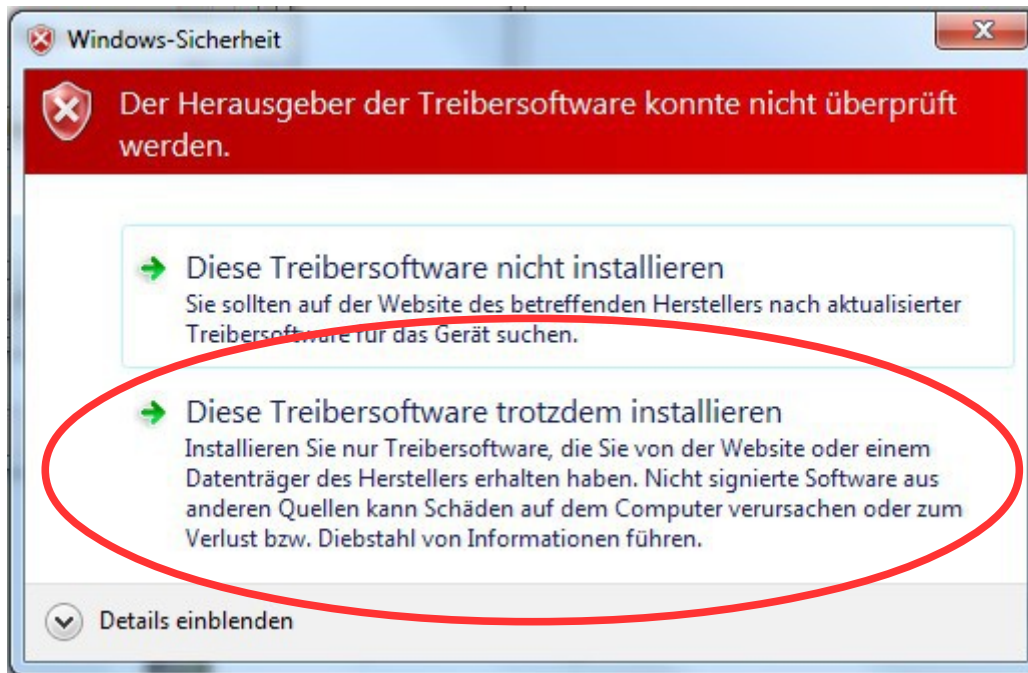 Windows-Sicherheit
Der Herausgeber der Treibersoftware konnte nicht überprüft
werden.
Diese Treibersoftware nicht installieren
Sie sollten auf der Website des betreffenden Herstellers nach aktualisierter
Treibersoftware für das Gerät suchen.
Diese Treibersoftware trotzdem installieren
Installieren Sie nur Treibersoftware, die Sie von der Website oder einem
Datenträger des Herstellers erhalten haben. Nicht signierte Software aus
anderen Quellen kann Schäden auf dem Computer verursachen oder zum
Verlust bzw. Diebstahl von Informationen führen.
Details einblenden